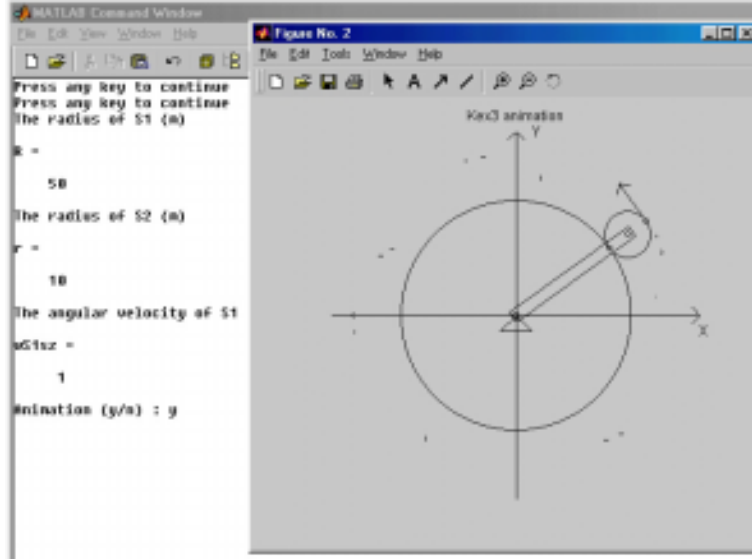 MATLAB Command Window
File Edit View Window Help
Press any key to continue
Press any key to continue
The radius of S1 (m)
R =
50
The radius of S2 (m)
r =
10
The angular velocity of S1
wS1sz =
1
Animation (y/n) : y
Figure No. 2
File Edit Tools Window Help
A
Kex3 animation
Y
X